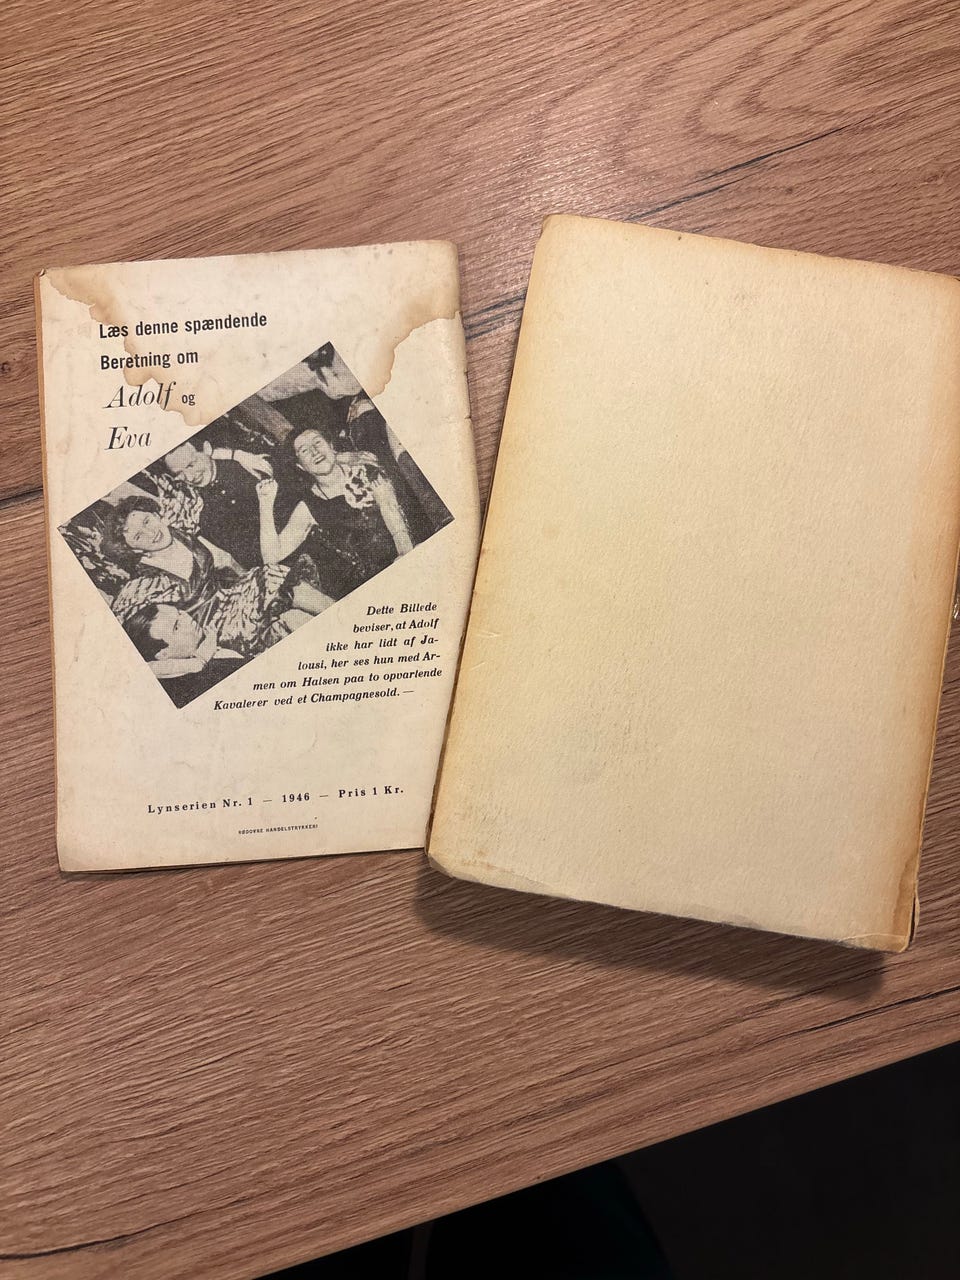 Læs denne spændende
Beretning om
Adolf og
Eva
Dette Billede
beviser, at Adolf
ikke har lidt af Ja-
lousi, her ses hun med Ar-
men om Halsen paa to opvartende
Kavalerer ved et Champagnesold. —
Lynserien Nr. 1 — 1946 — Pris 1 Kr.
RØDOVRE HANDELSTRYKKERI